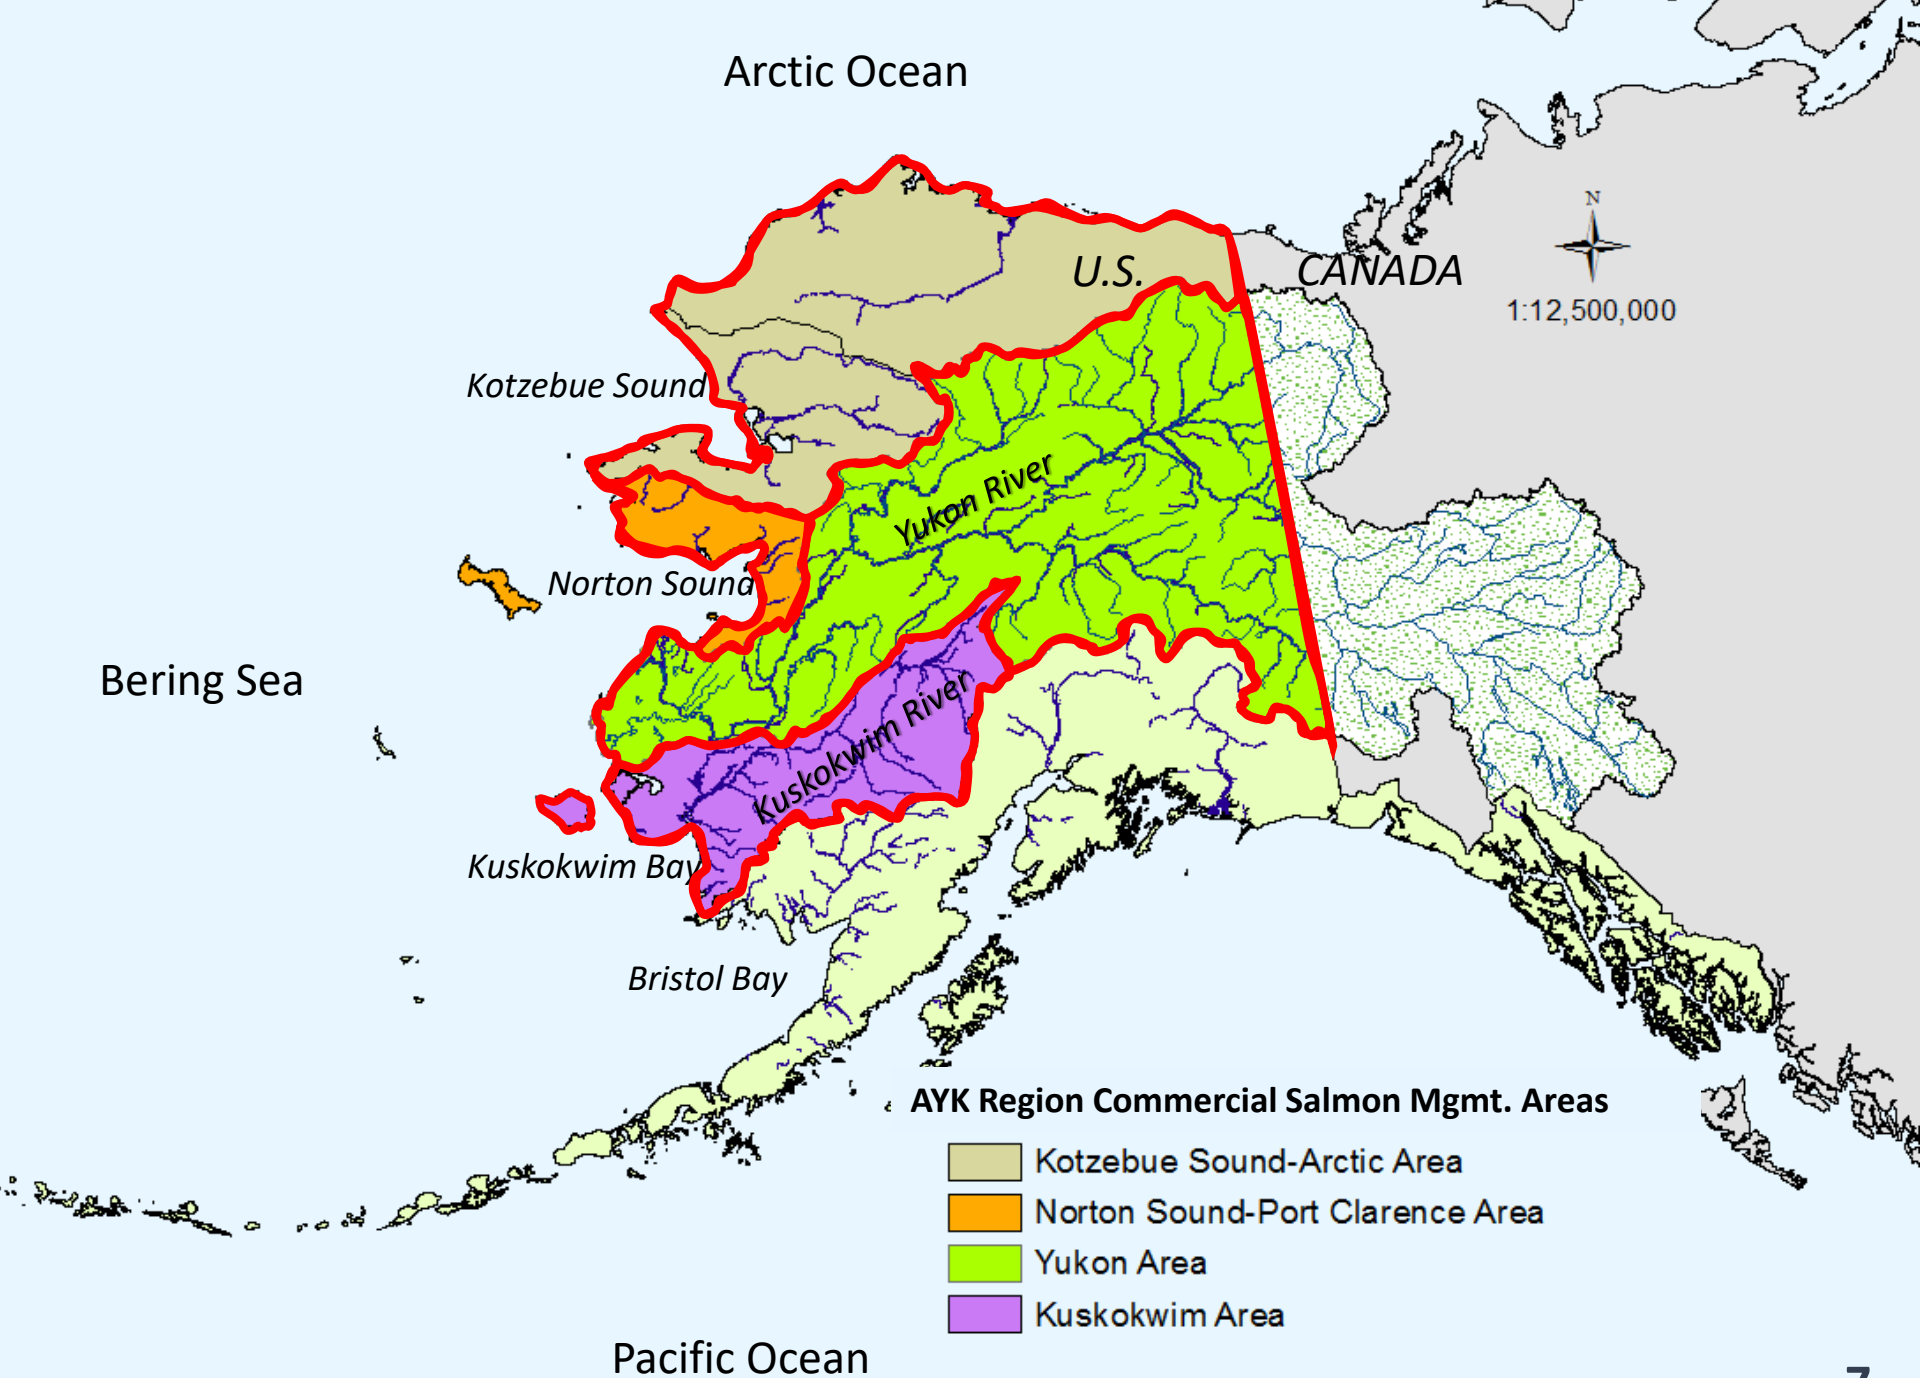 Arctic Ocean
N
U.S.
CANADA
1:12,500,000
Kotzebue Sound
Yukon River
Norton Sound
Bering Sea
Kuskokwim River
Kuskokwim Bay
Bristol Bay
AYK Region Commercial Salmon Mgmt. Areas
Kotzebue Sound-Arctic Area
Norton Sound-Port Clarence Area
Yukon Area
Kuskokwim Area
Pacific Ocean
7